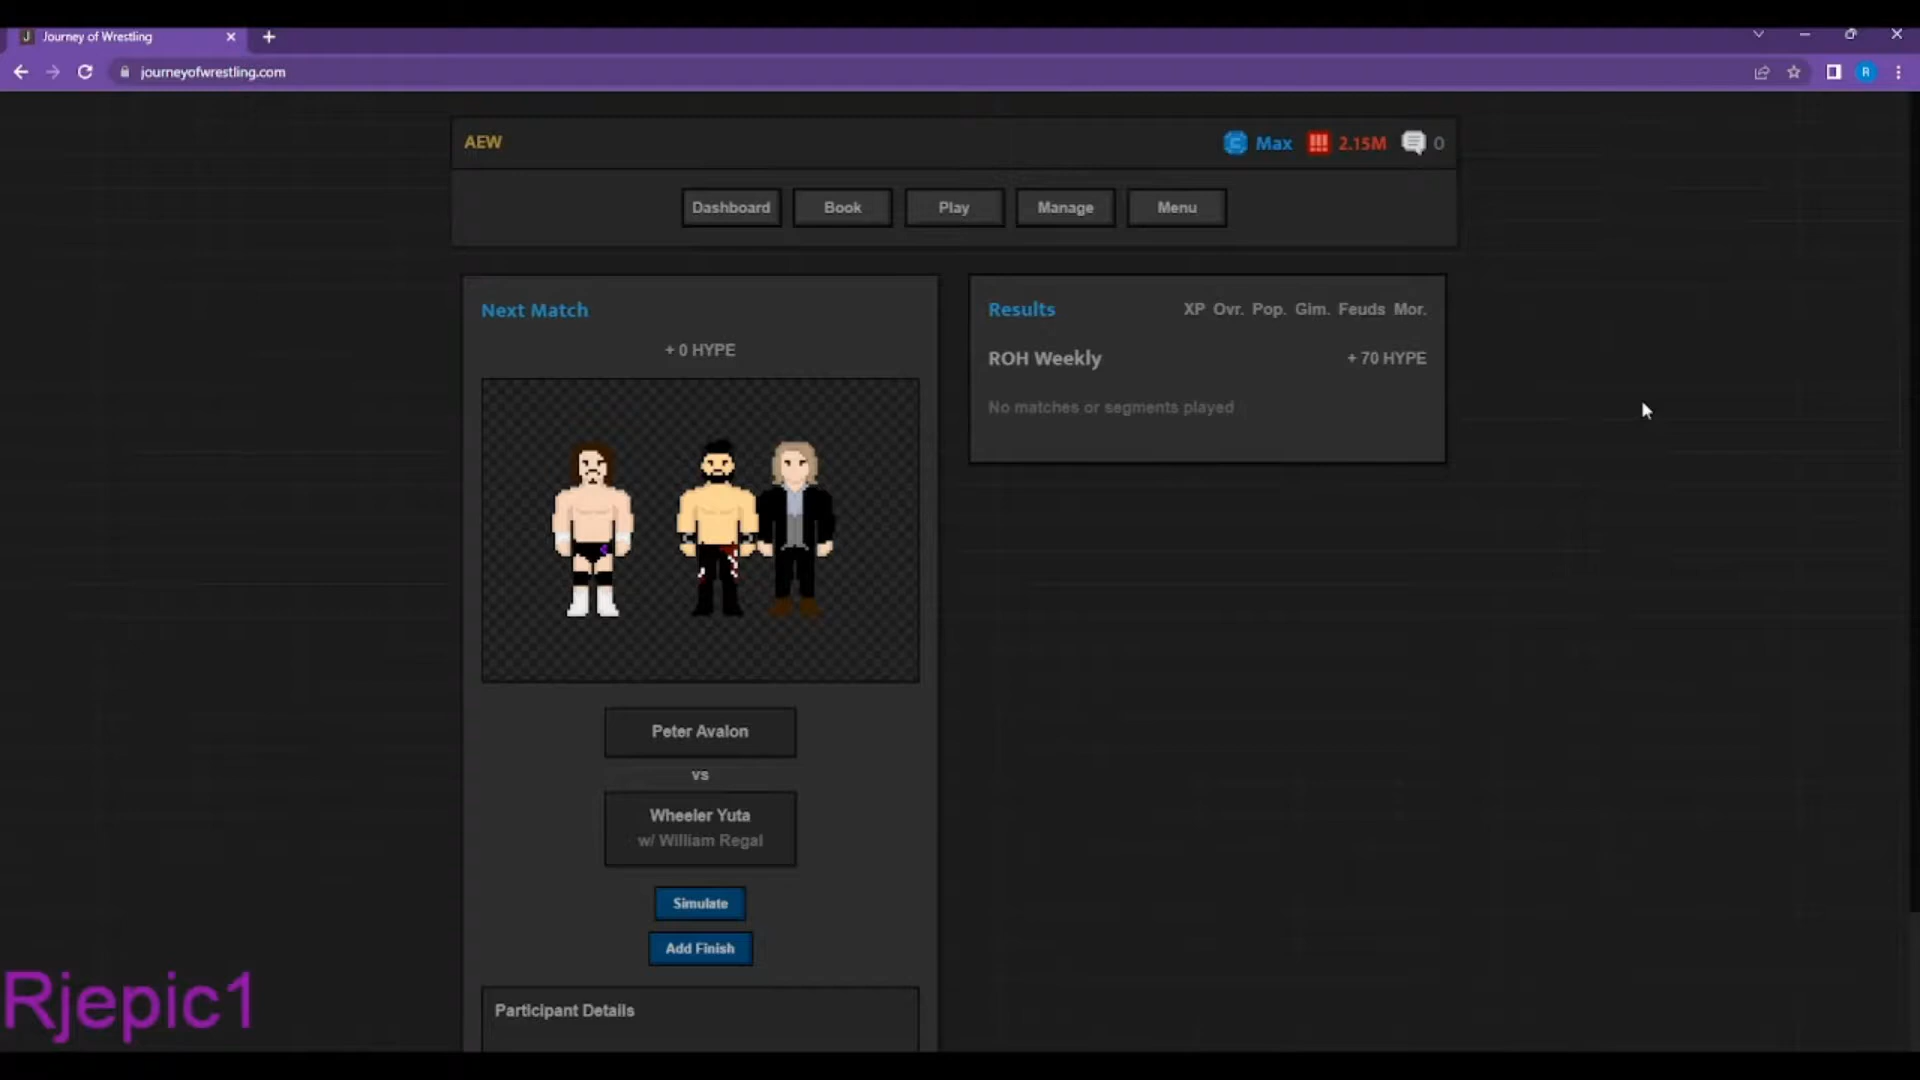 Journey of Wrestling
journeyofwrestling.com
R
AEW
Max 2.15M 0
Dashboard Book Play Manage Menu
Next Match
+ 0 HYPE
Peter Avalon
vs
Wheeler Yuta
w/ William Regal
Simulate
Add Finish
Participant Details
Results XP Ovr. Pop. Gim. Feuds Mor.
ROH Weekly + 70 HYPE
No matches or segments played
Rjepic1